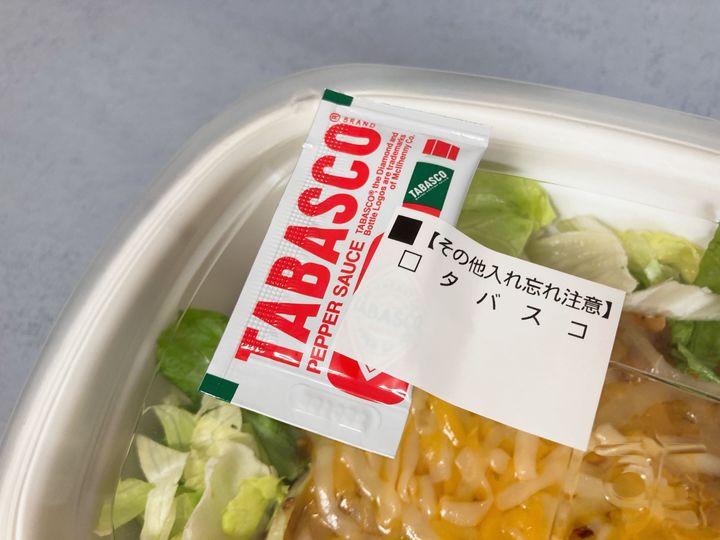 TABASCO
® BRAND
PEPPER SAUCE
TABASCO®, the Diamond and
Bottle Logos are trademarks
of McIlhenny Co.
TABASCO
■【その他入れ忘れ注意】
□ タバスコ